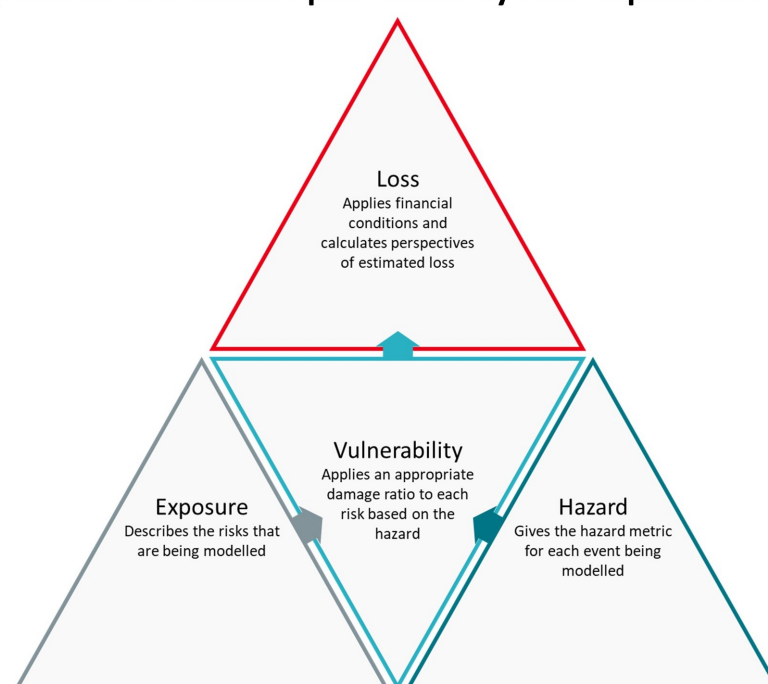 Loss
Applies financial
conditions and
calculates perspectives
of estimated loss
Vulnerability
Applies an appropriate
damage ratio to each
risk based on the
hazard
Exposure
Describes the risks that
are being modelled
Hazard
Gives the hazard metric
for each event being
modelled